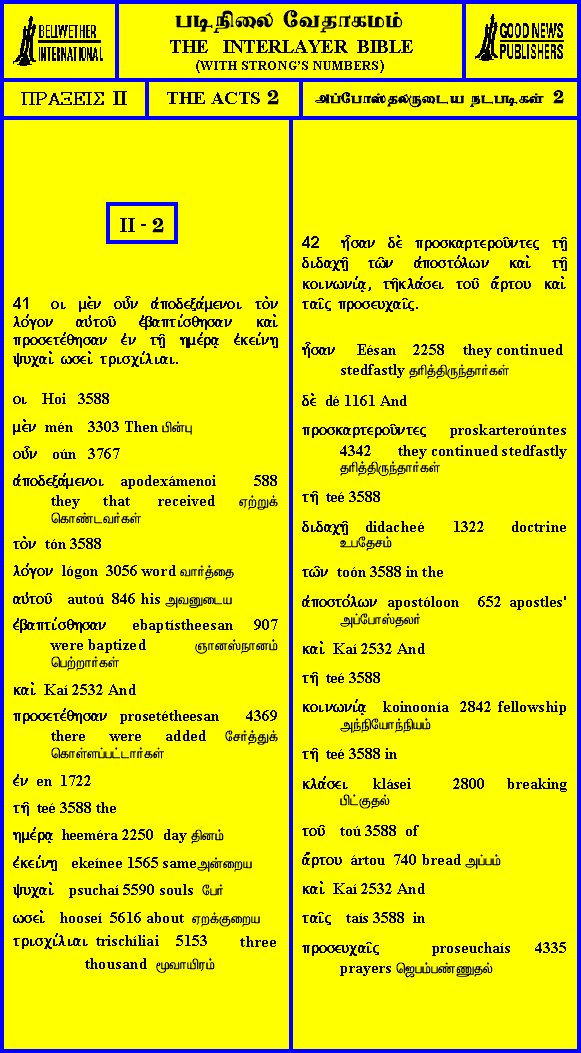 BELLWETHER
INTERNATIONAL
படிநிலை வேதாகமம்
THE INTERLAYER BIBLE
(WITH STRONG'S NUMBERS)
GOOD NEWS
PUBLISHERS
ΠΡΑΞΕΙΣ II
THE ACTS 2
அப்போஸ்தலருடைய நடபடிகள் 2
II - 2
41 οι μὲν οὖν ἀποδεξάμενοι τὸν
λόγον αὐτοῦ ἐβαπτίσθησαν καὶ
προσετέθησαν ἐν τῇ ημέρᾳ ἐκείνῃ
ψυχαὶ ωσεὶ τρισχίλιαι.
οι Hoi 3588
μὲν mén 3303 Then பின்பு
οὖν oún 3767
ἀποδεξάμενοι apodexámenoi 588
they that received ஏற்றுக்
கொண்டவர்கள்
τὸν tón 3588
λόγον lógon 3056 word வார்த்தை
αὐτοῦ autoú 846 his அவனுடைய
ἐβαπτίσθησαν ebaptístheesan 907
were baptized ஞானஸ்நானம்
பெற்றார்கள்
καὶ Kaí 2532 And
προσετέθησαν prosetétheesan 4369
there were added சேர்த்துக்
கொள்ளப்பட்டார்கள்
ἐν en 1722
τῇ teé 3588 the
ημέρᾳ heeméra 2250 day தினம்
ἐκείνῃ ekeínee 1565 same அன்றைய
ψυχαὶ psuchaí 5590 souls பேர்
ωσεὶ hooseí 5616 about ஏறக்குறைய
τρισχίλιαι trischíliai 5153 three
thousand மூவாயிரம்
42 ἦσαν δὲ προσκαρτεροῦντες τῇ
διδαχῇ τῶν ἀποστόλων καὶ τῇ
κοινωνίᾳ, τῇκλάσει τοῦ ἄρτου καὶ
ταῖς προσευχαῖς.
ἦσαν Eésan 2258 they continued
stedfastly தரித்திருந்தார்கள்
δὲ dé 1161 And
προσκαρτεροῦντες proskarteroúntes
4342 they continued stedfastly
தரித்திருந்தார்கள்
τῇ teé 3588
διδαχῇ didacheé 1322 doctrine
உபதேசம்
τῶν toón 3588 in the
ἀποστόλων apostóloon 652 apostles'
அப்போஸ்தலர்
καὶ Kaí 2532 And
τῇ teé 3588
κοινωνίᾳ koinoonía 2842 fellowship
அந்நியோந்நியம்
τῇ teé 3588 in
κλάσει klásei 2800 breaking
பிட்குதல்
τοῦ toú 3588 of
ἄρτου ártou 740 bread அப்பம்
καὶ Kaí 2532 And
ταῖς taís 3588 in
προσευχαῖς proseuchaís 4335
prayers ஜெபம்பண்ணுதல்